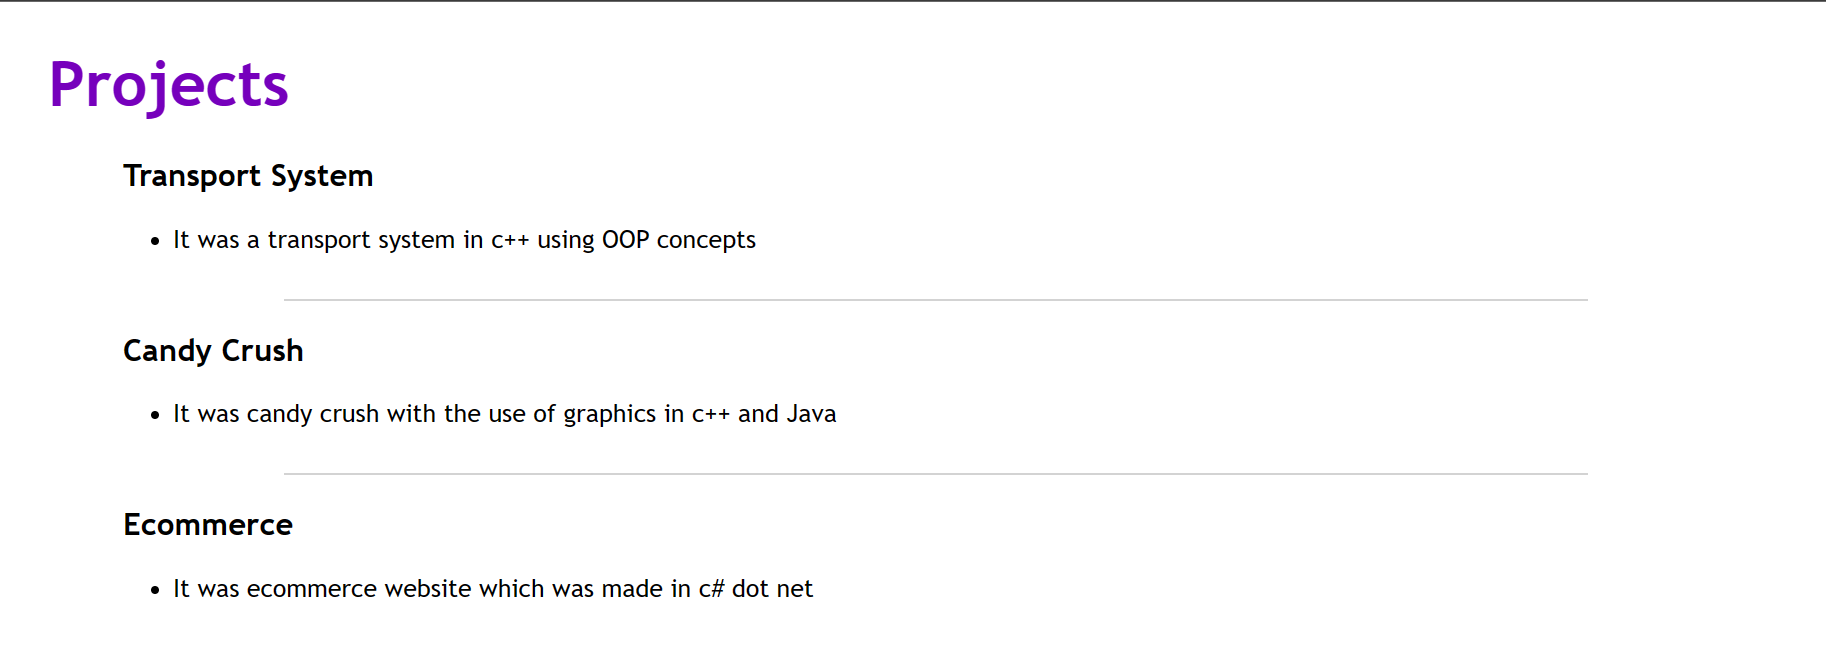 Projects
Transport System
It was a transport system in c++ using OOP concepts
Candy Crush
It was candy crush with the use of graphics in c++ and Java
Ecommerce
It was ecommerce website which was made in c# dot net